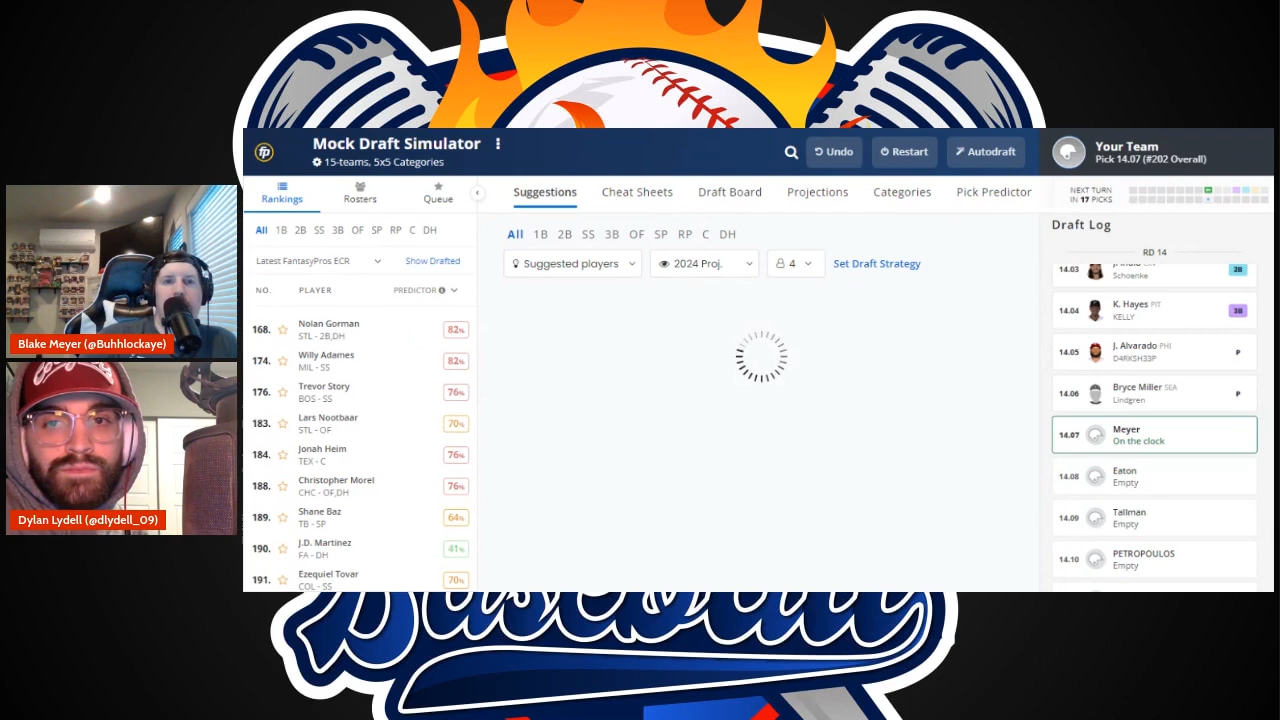 Mock Draft Simulator
15-teams, 5x5 Categories
Undo
Restart
Autodraft
Your Team
Pick 14.07 (#202 Overall)
Rankings
Rosters
Queue
Suggestions
Cheat Sheets
Draft Board
Projections
Categories
Pick Predictor
NEXT TURN
IN 17 PICKS
All 1B 2B SS 3B OF SP RP C DH
Latest FantasyPros ECR
Show Drafted
NO. PLAYER PREDICTOR
168. Nolan Gorman 82%
STL - 2B,DH
174. Willy Adames 82%
MIL - SS
176. Trevor Story 76%
BOS - SS
183. Lars Nootbaar 70%
STL - OF
184. Jonah Heim 76%
TEX - C
188. Christopher Morel 76%
CHC - OF,DH
189. Shane Baz 64%
TB - SP
190. J.D. Martinez 41%
FA - DH
191. Ezequiel Tovar 70%
COL - SS
All 1B 2B SS 3B OF SP RP C DH
Suggested players
2024 Proj.
4
Set Draft Strategy
Draft Log
RD 14
14.03
Schoenke
2B
14.04 K. Hayes PIT
KELLY
3B
14.05 J. Alvarado PHI
D4RKSH33P
P
14.06 Bryce Miller SEA
Lindgren
P
14.07 Meyer
On the clock
14.08 Eaton
Empty
14.09 Tallman
Empty
14.10 PETROPOULOS
Empty
Blake Meyer (@Buhhlockaye)
Dylan Lydell (@dlydell_09)
fp
Baseball